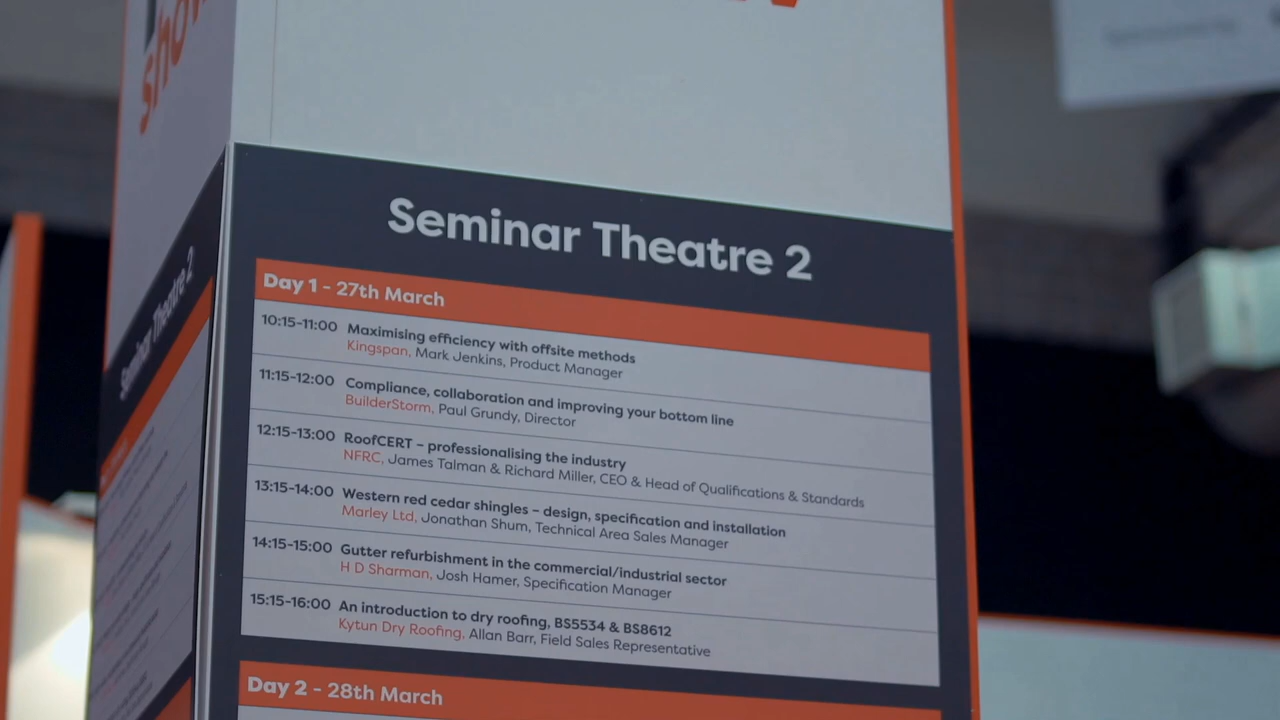 show
Seminar Theatre 2
Seminar Theatre 2
Day 1 - 27th March
10:15-11:00 Maximising efficiency with offsite methods
Kingspan, Mark Jenkins, Product Manager
11:15-12:00 Compliance, collaboration and improving your bottom line
BuilderStorm, Paul Grundy, Director
12:15-13:00 RoofCERT – professionalising the industry
NFRC, James Talman & Richard Miller, CEO & Head of Qualifications & Standards
13:15-14:00 Western red cedar shingles – design, specification and installation
Marley Ltd, Jonathan Shum, Technical Area Sales Manager
14:15-15:00 Gutter refurbishment in the commercial/industrial sector
H D Sharman, Josh Hamer, Specification Manager
15:15-16:00 An introduction to dry roofing, BS5534 & BS8612
Kytun Dry Roofing, Allan Barr, Field Sales Representative
Day 2 - 28th March